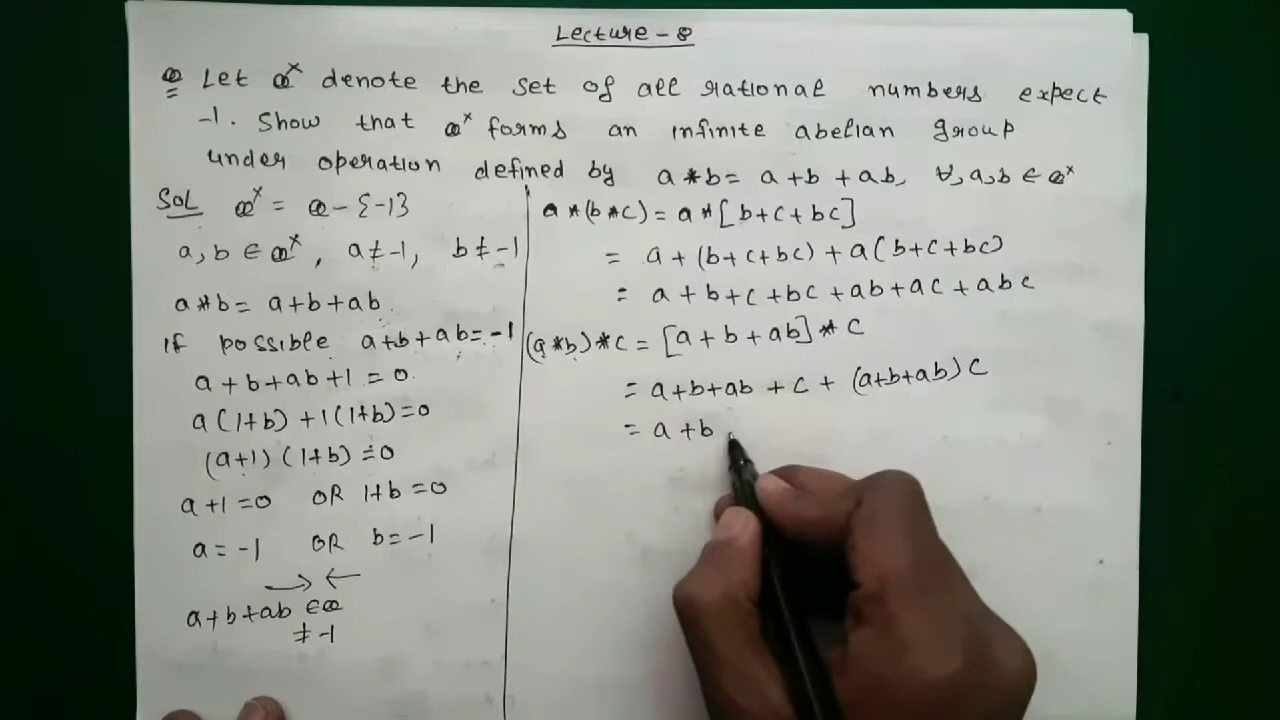 Lecture - 8
Q Let Q^x denote the set of all rational numbers expect
-1. Show that Q^x forms an infinite abelian group
under operation defined by a * b = a + b + ab, ∀, a, b ∈ Q^x
Sol Q^x = Q - {-1}
a, b ∈ Q^x, a ≠ -1, b ≠ -1
a * b = a + b + ab
If possible a + b + ab = -1
a + b + ab + 1 = 0
a(1+b) + 1(1+b) = 0
(a+1) (1+b) = 0
a + 1 = 0 OR 1+b = 0
a = -1 OR b = -1
→ ←
a + b + ab ∈ Q
≠ -1
a * (b * c) = a * [b + c + bc]
= a + (b + c + bc) + a(b + c + bc)
= a + b + c + bc + ab + ac + abc
(a * b) * c = [a + b + ab] * c
= a + b + ab + c + (a+b+ab) c
= a + b